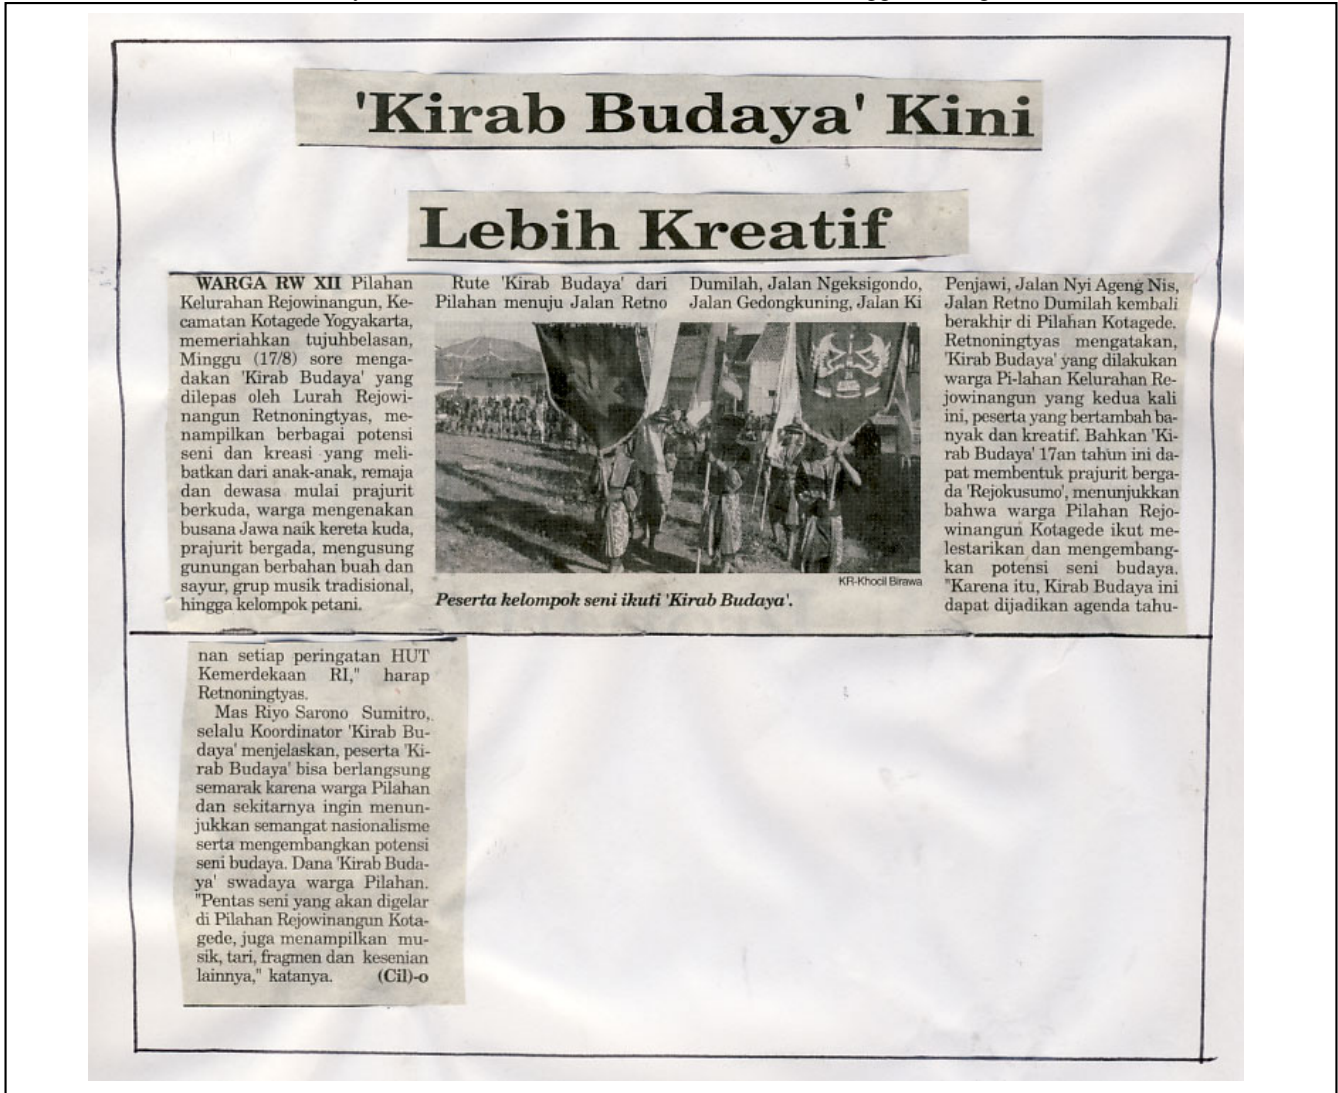 'Kirab Budaya' Kini
Lebih Kreatif
WARGA RW XII Pilahan
Kelurahan Rejowinangun, Ke-
camatan Kotagede Yogyakarta,
memeriahkan tujuhbelasan,
Minggu (17/8) sore menga-
dakan 'Kirab Budaya' yang
dilepas oleh Lurah Rejowi-
nangun Retnoningtyas, me-
nampilkan berbagai potensi
seni dan kreasi yang meli-
batkan dari anak-anak, remaja
dan dewasa mulai prajurit
berkuda, warga mengenakan
busana Jawa naik kereta kuda,
prajurit bergada, mengusung
gunungan berbahan buah dan
sayur, grup musik tradisional,
hingga kelompok petani.
Rute 'Kirab Budaya' dari
Pilahan menuju Jalan Retno
Dumilah, Jalan Ngeksigondo,
Jalan Gedongkuning, Jalan Ki
KR-Khocil Birawa
Peserta kelompok seni ikuti 'Kirab Budaya'.
Penjawi, Jalan Nyi Ageng Nis,
Jalan Retno Dumilah kembali
berakhir di Pilahan Kotagede.
Retnoningtyas mengatakan,
'Kirab Budaya' yang dilakukan
warga Pi-lahan Kelurahan Re-
jowinangun yang kedua kali
ini, peserta yang bertambah ba-
nyak dan kreatif. Bahkan 'Ki-
rab Budaya' 17an tahun ini da-
pat membentuk prajurit berga-
da 'Rejokusumo', menunjukkan
bahwa warga Pilahan Rejo-
winangun Kotagede ikut me-
lestarikan dan mengembang-
kan potensi seni budaya.
"Karena itu, Kirab Budaya ini
dapat dijadikan agenda tahu-
nan setiap peringatan HUT
Kemerdekaan RI," harap
Retnoningtyas.
Mas Riyo Sarono Sumitro,
selalu Koordinator 'Kirab Bu-
daya' menjelaskan, peserta 'Ki-
rab Budaya' bisa berlangsung
semarak karena warga Pilahan
dan sekitarnya ingin menun-
jukkan semangat nasionalisme
serta mengembangkan potensi
seni budaya. Dana 'Kirab Buda-
ya' swadaya warga Pilahan.
"Pentas seni yang akan digelar
di Pilahan Rejowinangun Kota-
gede, juga menampilkan mu-
sik, tari, fragmen dan kesenian
lainnya," katanya. (Cil)-o